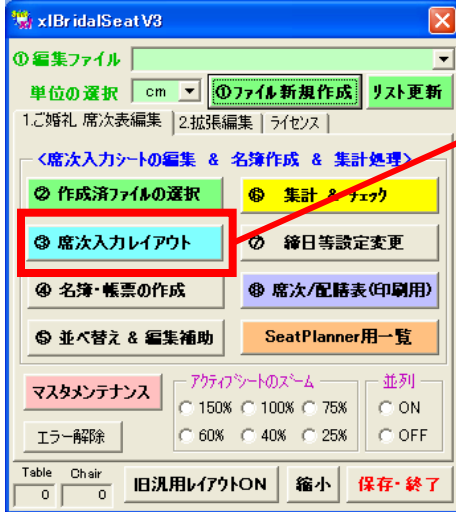 xlBridalSeatV3
①編集ファイル
単位の選択 cm ①ファイル新規作成 リスト更新
1.ご婚礼 席次表編集 2.拡張編集 ライセンス
<席次入力シートの編集 & 名簿作成 & 集計処理>
② 作成済ファイルの選択 ⑥ 集計 & チェック
③ 席次入力レイアウト ⑦ 締日等設定変更
④ 名簿・帳票の作成 ⑧ 席次/配膳表(印刷用)
⑤ 並べ替え & 編集補助 SeatPlanner用一覧
マスタメンテナンス アクティブシートのズーム 並列
150% 100% 75% ON
エラー解除 60% 40% 25% OFF
Table Chair
0 0 旧汎用レイアウトON 縮小 保存・終了